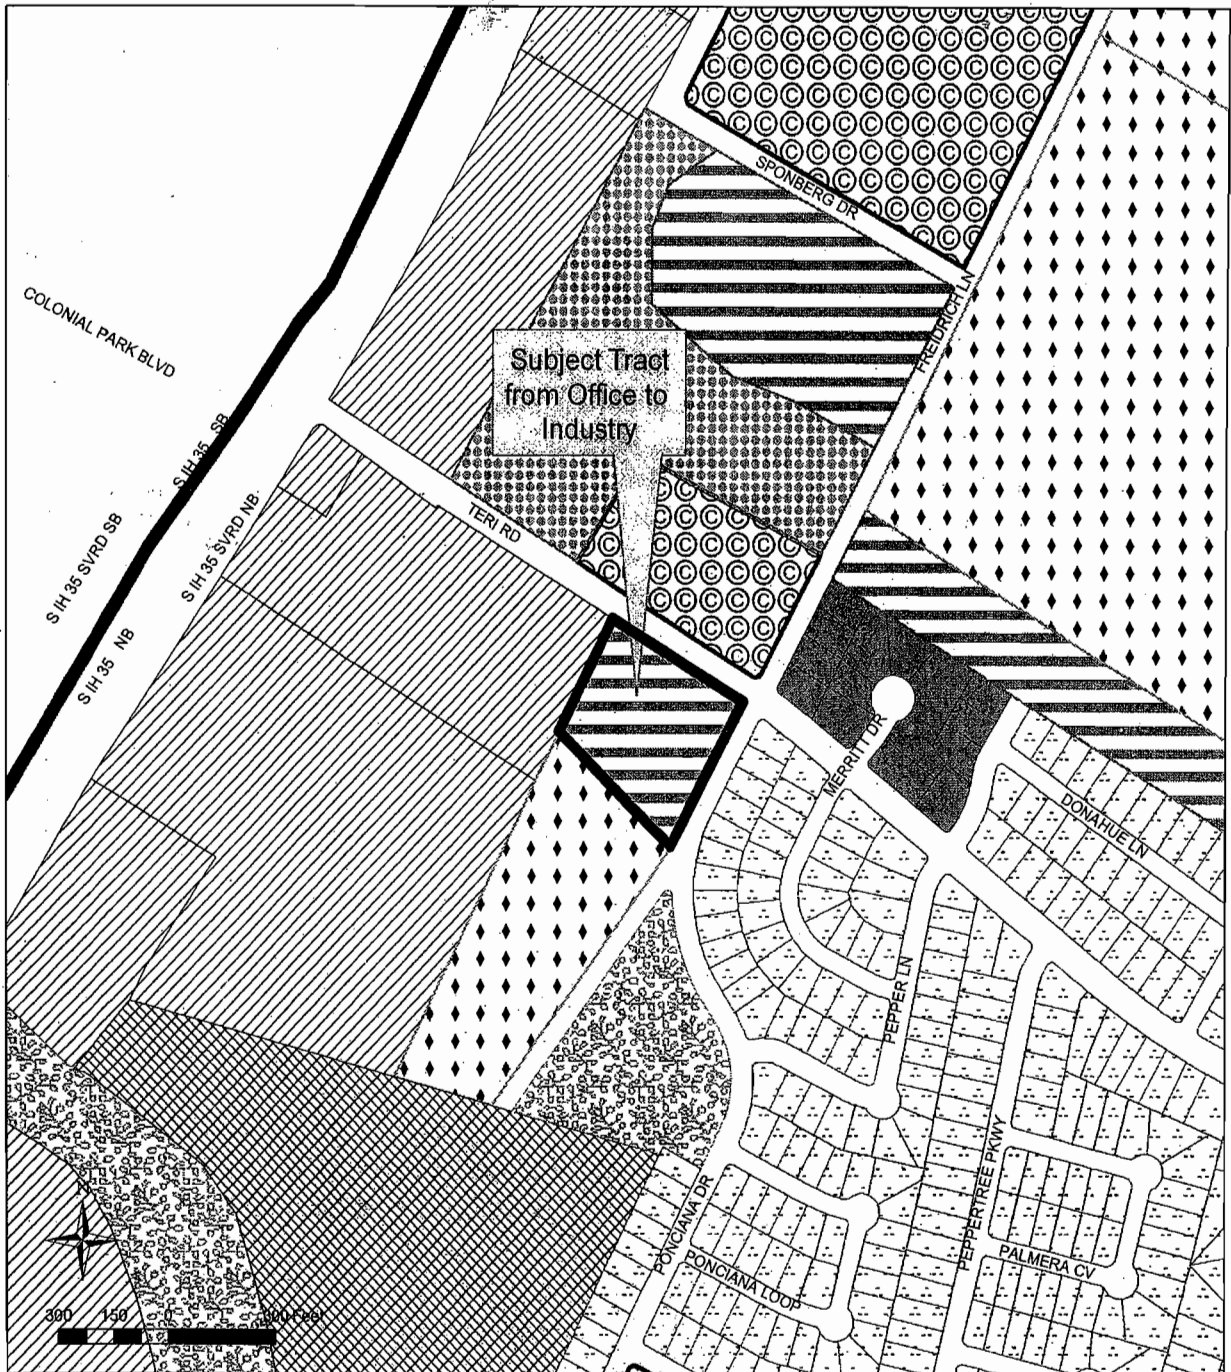 SPONBERG DR
FREIDRICH LN
COLONIAL PARK BLVD
Subject Tract
from Office to
Industry
S IH 35 SB
S IH 35 SVRD NB
S IH 35 SVRD SB
S IH 35 NB
TERI RD
MERRITT DR
DONAHUE LN
PEPPER LN
PEPPERTREE PKWY
PONCIANA DR
PONCIANA LOOP
PALMERA CV
300 150 0 300 Feet